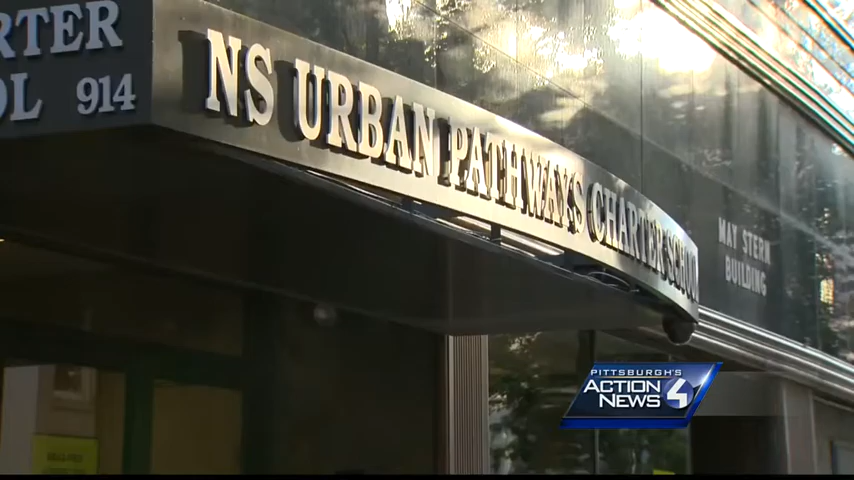 RTER
OL 914
NS URBAN PATHWAYS CHARTER SCHOOL
MAY STERN
BUILDING
PITTSBURGH'S
ACTION
NEWS 4